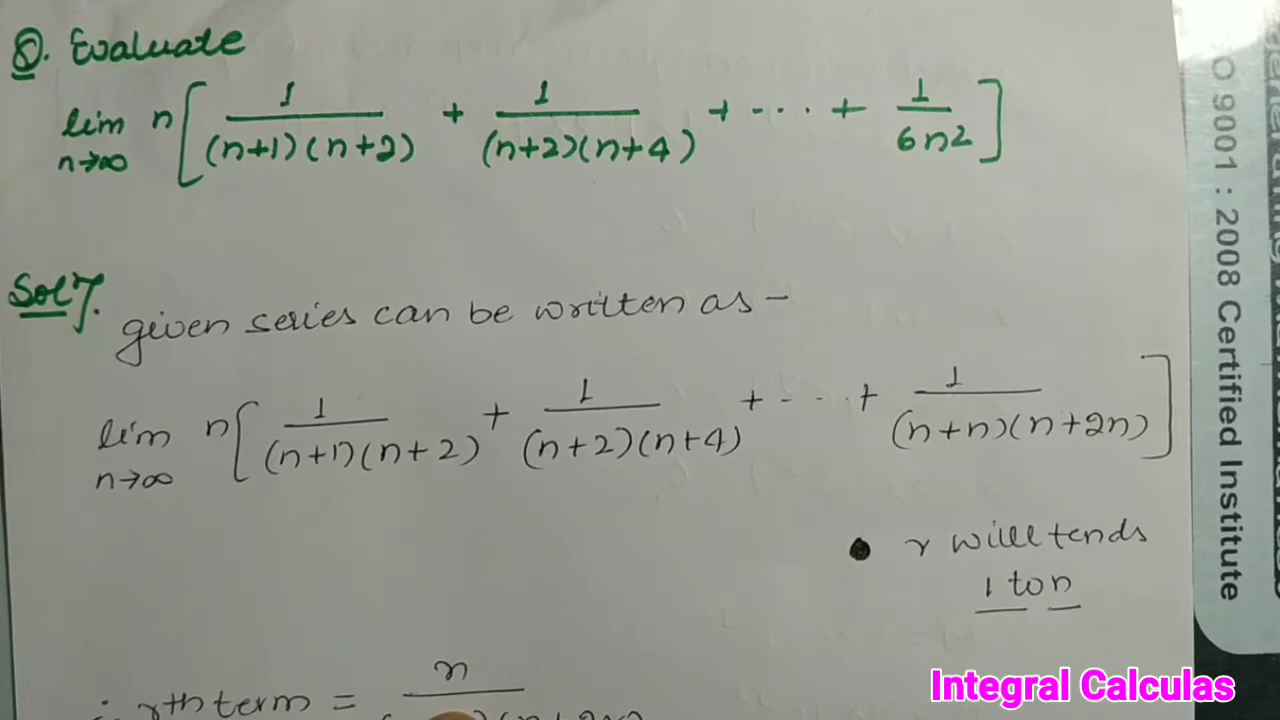 Q. Evaluate
lim n→∞ n[ 1/(n+1)(n+2) + 1/(n+2)(n+4) + ... + 1/6n2 ]
Soln.
given series can be written as -
lim n→∞ n[ 1/(n+1)(n+2) + 1/(n+2)(n+4) + ... + 1/(n+n)(n+2n) ]
• r will tends
1 to n
rth term = n
Integral Calculas
O 9001 : 2008 Certified Institute